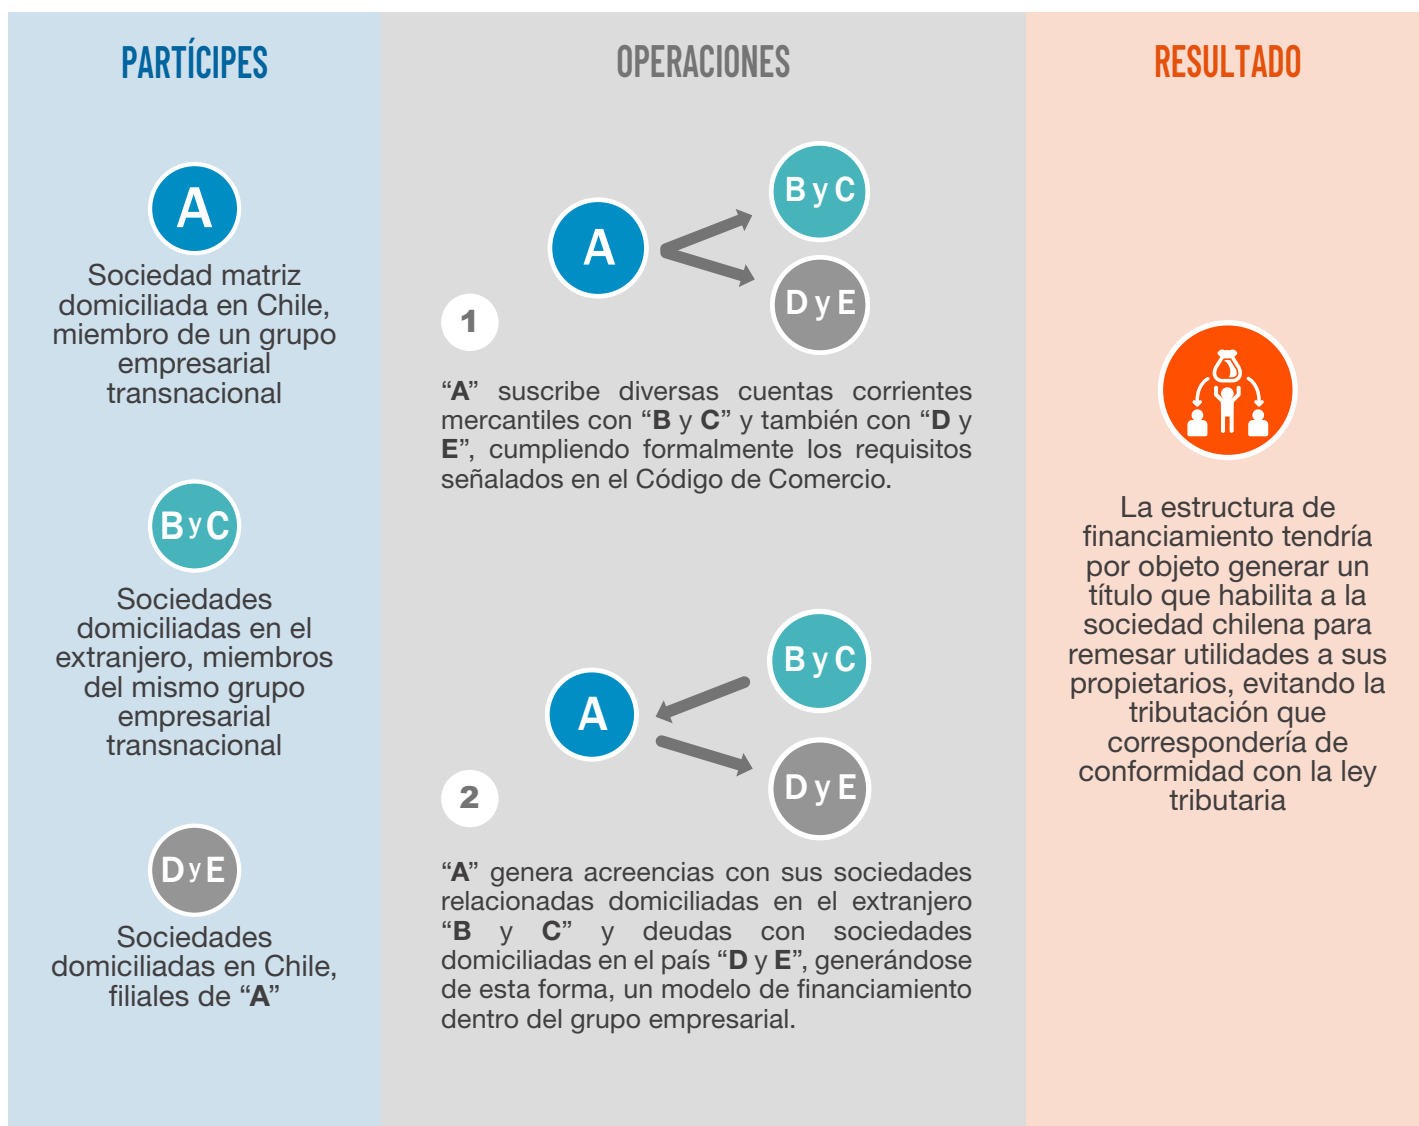 PARTÍCIPES
A
Sociedad matriz
domiciliada en Chile,
miembro de un grupo
empresarial
transnacional
B y C
Sociedades
domiciliadas en el
extranjero, miembros
del mismo grupo
empresarial
transnacional
D y E
Sociedades
domiciliadas en Chile,
filiales de “A”
OPERACIONES
A
B y C
D y E
1
“A” suscribe diversas cuentas corrientes
mercantiles con “B y C” y también con “D y
E”, cumpliendo formalmente los requisitos
señalados en el Código de Comercio.
A
B y C
D y E
2
“A” genera acreencias con sus sociedades
relacionadas domiciliadas en el extranjero
“B y C” y deudas con sociedades
domiciliadas en el país “D y E”, generándose
de esta forma, un modelo de financiamiento
dentro del grupo empresarial.
RESULTADO
La estructura de
financiamiento tendría
por objeto generar un
título que habilita a la
sociedad chilena para
remesar utilidades a sus
propietarios, evitando la
tributación que
correspondería de
conformidad con la ley
tributaria